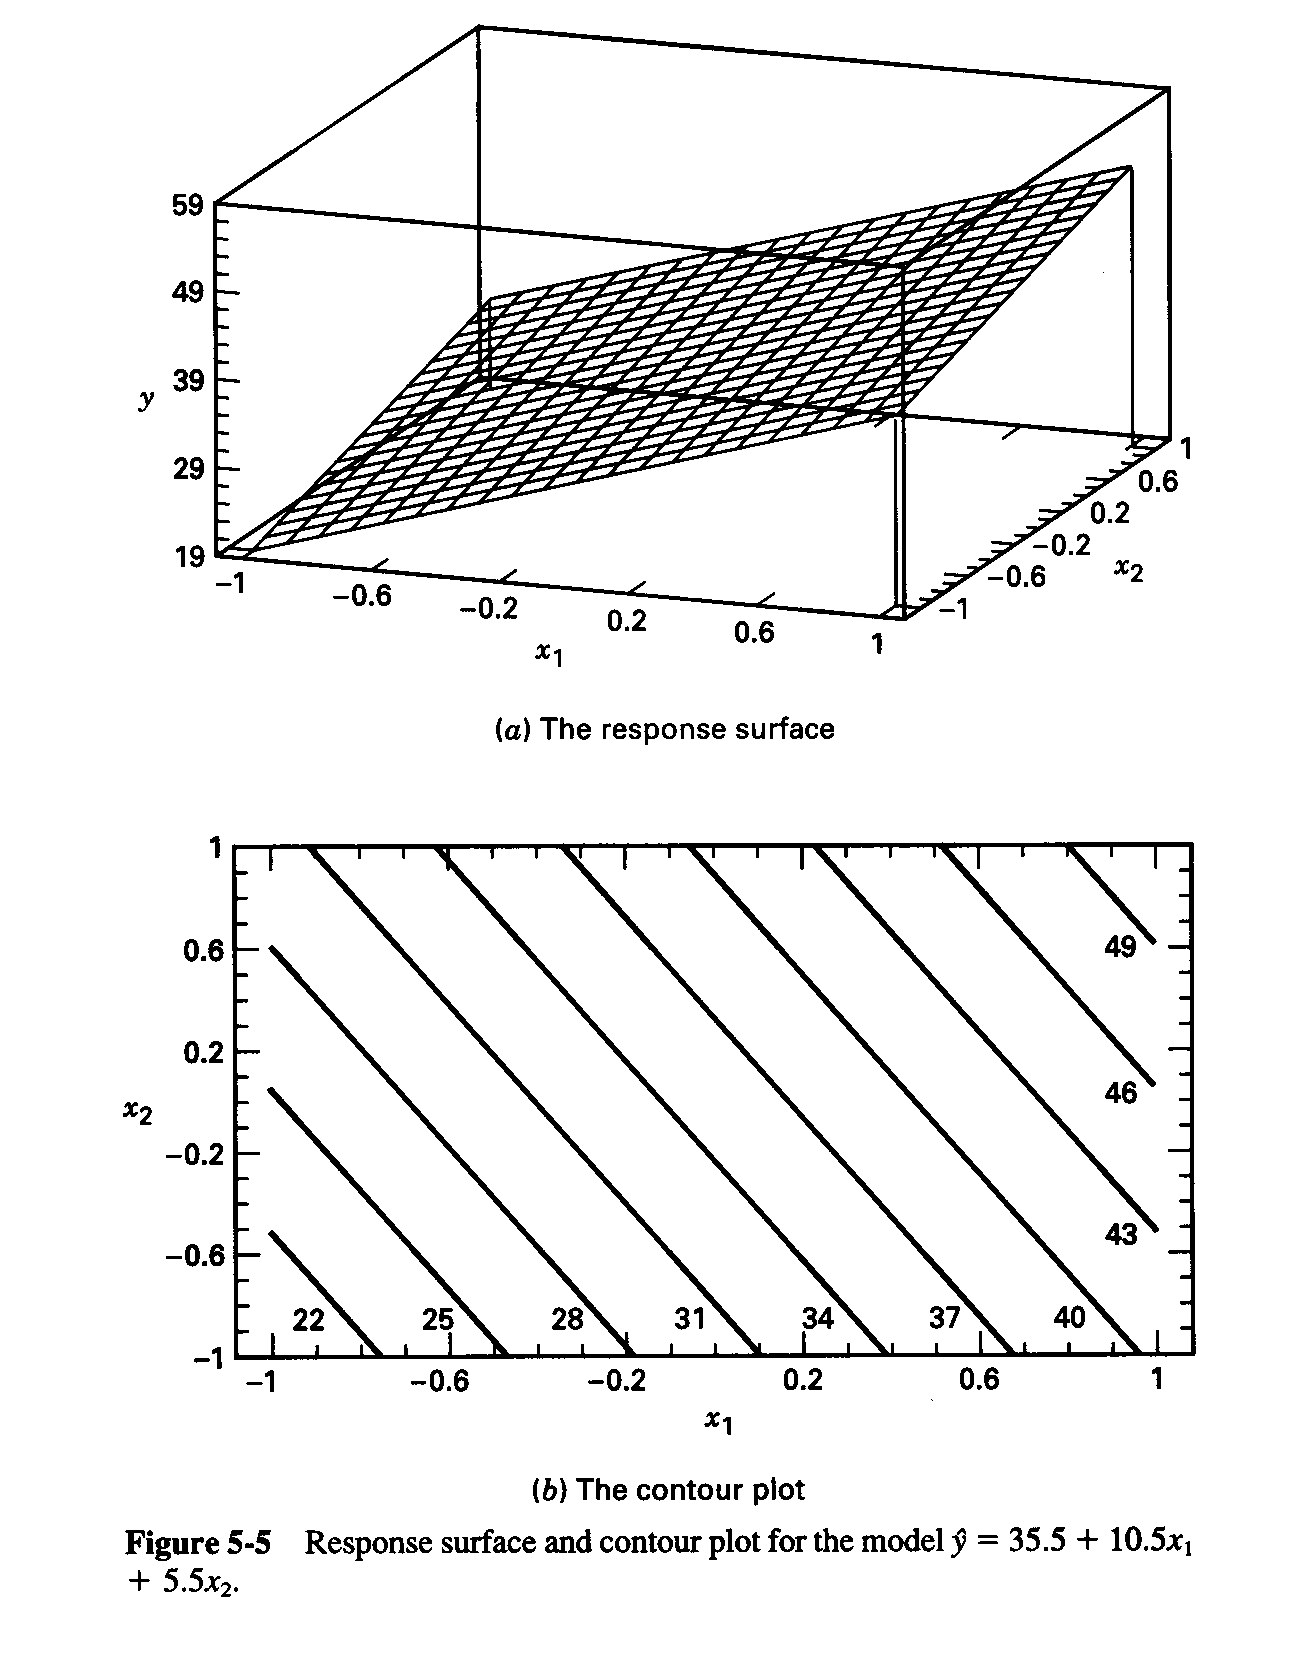 59
49
39
29
19
y
−1
−0.6
−0.2
0.2
0.6
1
x1
−1
−0.6
−0.2
0.2
0.6
1
x2
(a) The response surface
1
0.6
0.2
−0.2
−0.6
−1
x2
49
46
43
22 25 28 31 34 37 40
−1 −0.6 −0.2 0.2 0.6 1
x1
(b) The contour plot
Figure 5-5 Response surface and contour plot for the model ŷ = 35.5 + 10.5x₁
+ 5.5x₂.